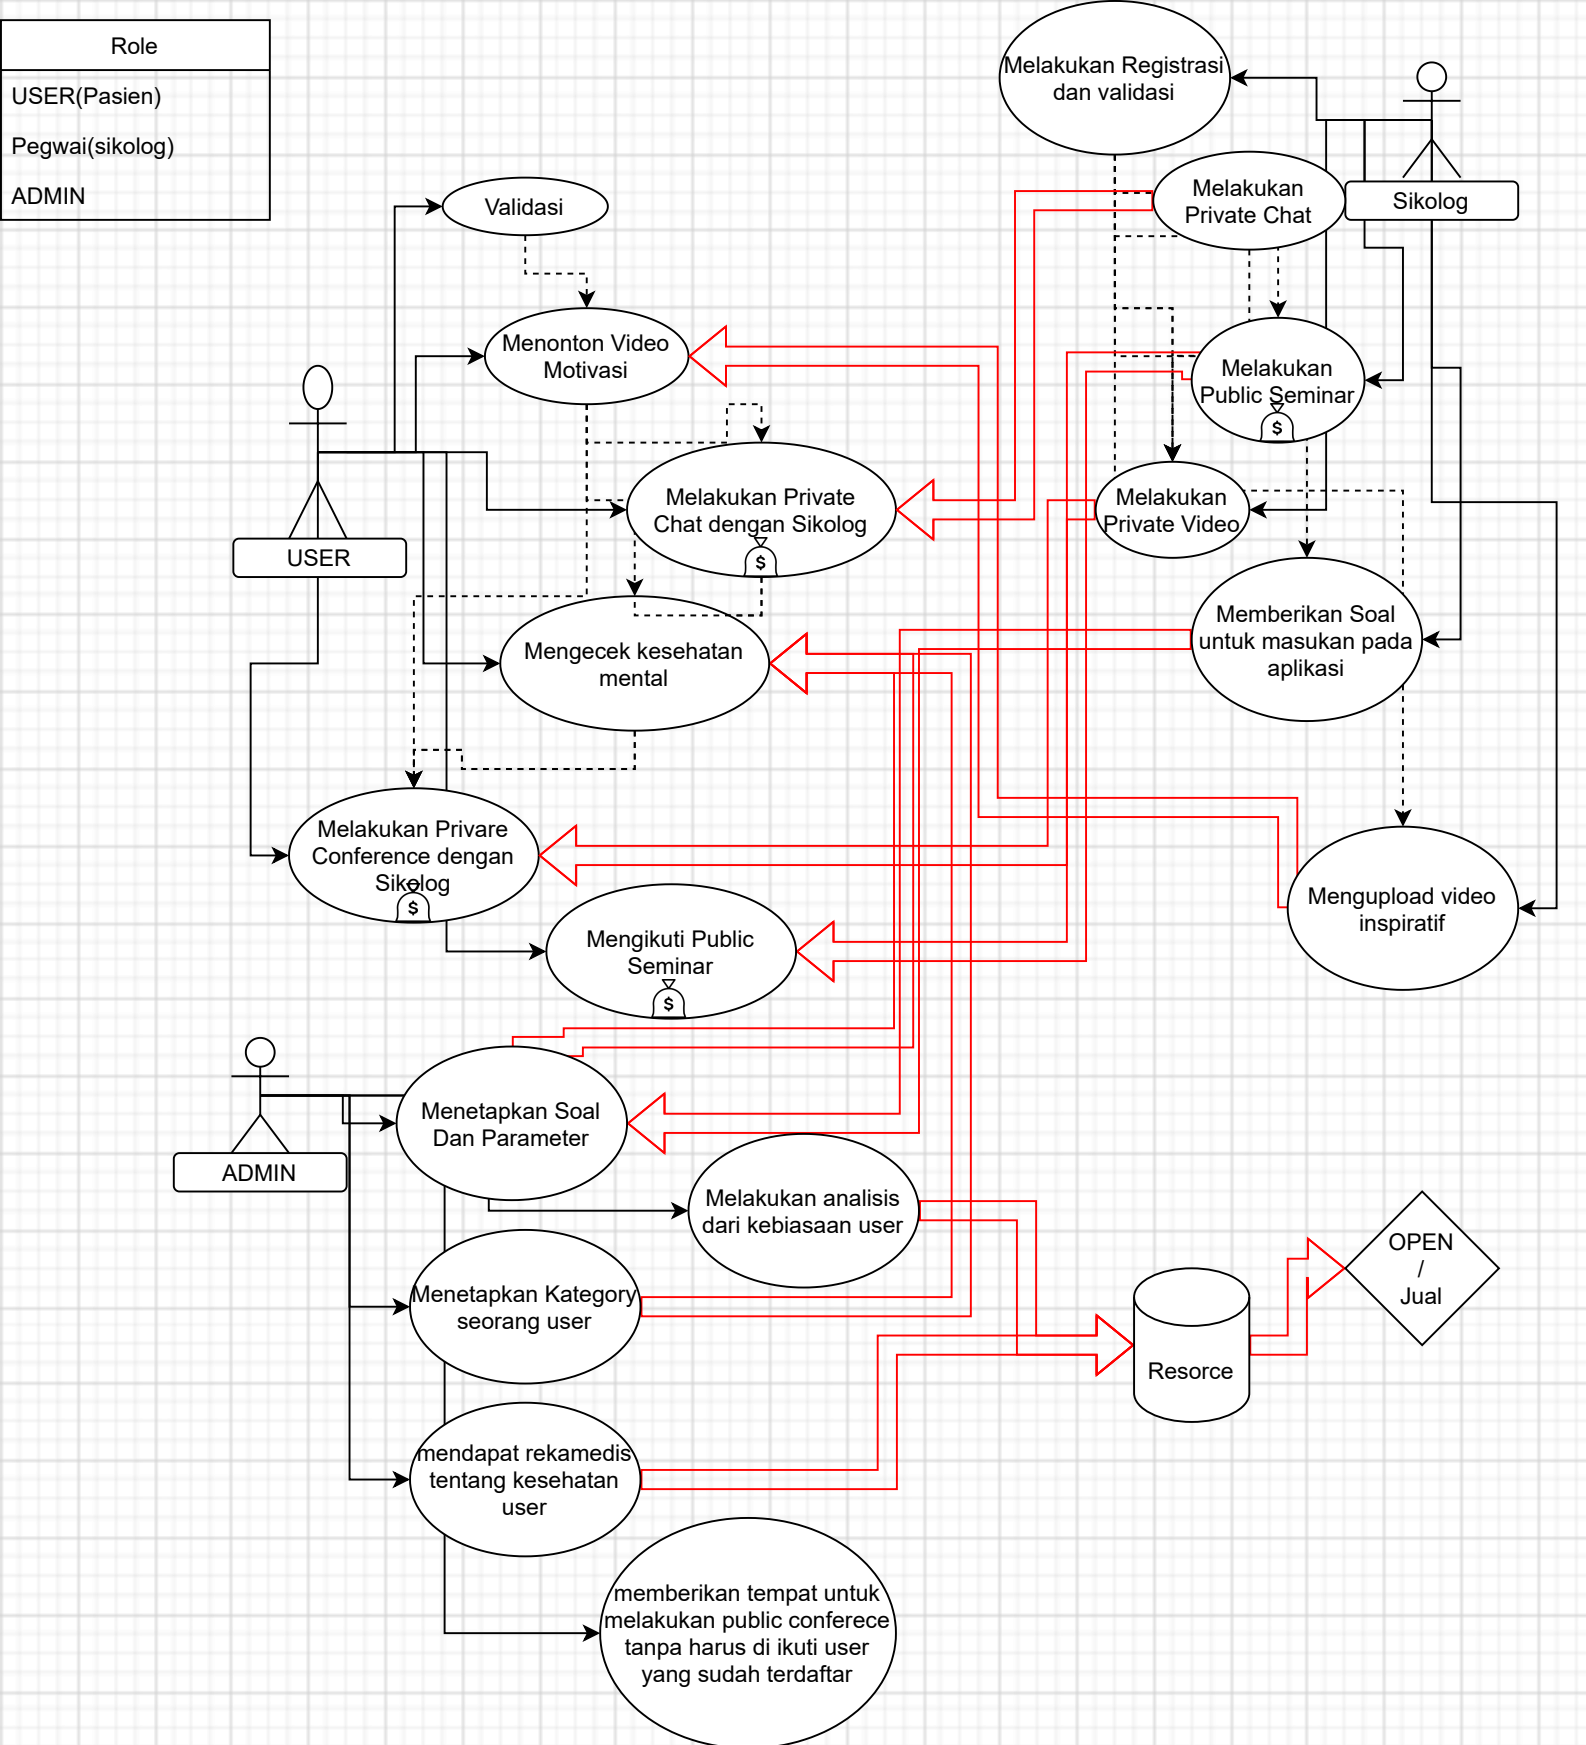 Role
USER(Pasien)
Pegwai(sikolog)
ADMIN
Melakukan Registrasi
dan validasi
Melakukan
Private Chat
Sikolog
Validasi
Menonton Video
Motivasi
Melakukan
Public Seminar
$
Melakukan Private
Chat dengan Sikolog
$
Melakukan
Private Video
USER
Memberikan Soal
untuk masukan pada
aplikasi
Mengecek kesehatan
mental
Melakukan Privare
Conference dengan
Sikolog
$
Mengupload video
inspiratif
Mengikuti Public
Seminar
$
Menetapkan Soal
Dan Parameter
ADMIN
Melakukan analisis
dari kebiasaan user
OPEN
/
Jual
Menetapkan Kategory
seorang user
Resorce
mendapat rekamedis
tentang kesehatan
user
memberikan tempat untuk
melakukan public conferece
tanpa harus di ikuti user
yang sudah terdaftar